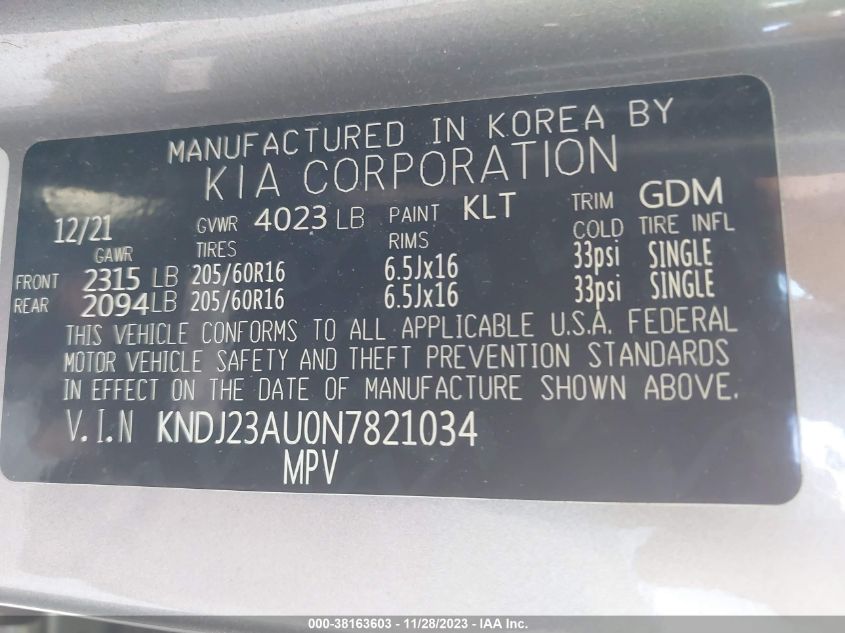 MANUFACTURED IN KOREA BY
KIA CORPORATION
12/21 GVWR 4023 LB PAINT KLT TRIM GDM
GAWR TIRES RIMS COLD TIRE INFL
FRONT 2315 LB 205/60R16 6.5Jx16 33psi SINGLE
REAR 2094 LB 205/60R16 6.5Jx16 33psi SINGLE
THIS VEHICLE CONFORMS TO ALL APPLICABLE U.S.A. FEDERAL
MOTOR VEHICLE SAFETY AND THEFT PREVENTION STANDARDS
IN EFFECT ON THE DATE OF MANUFACTURE SHOWN ABOVE.
V.I.N KNDJ23AU0N7821034
MPV
000-38163603 - 11/28/2023 - IAA Inc.